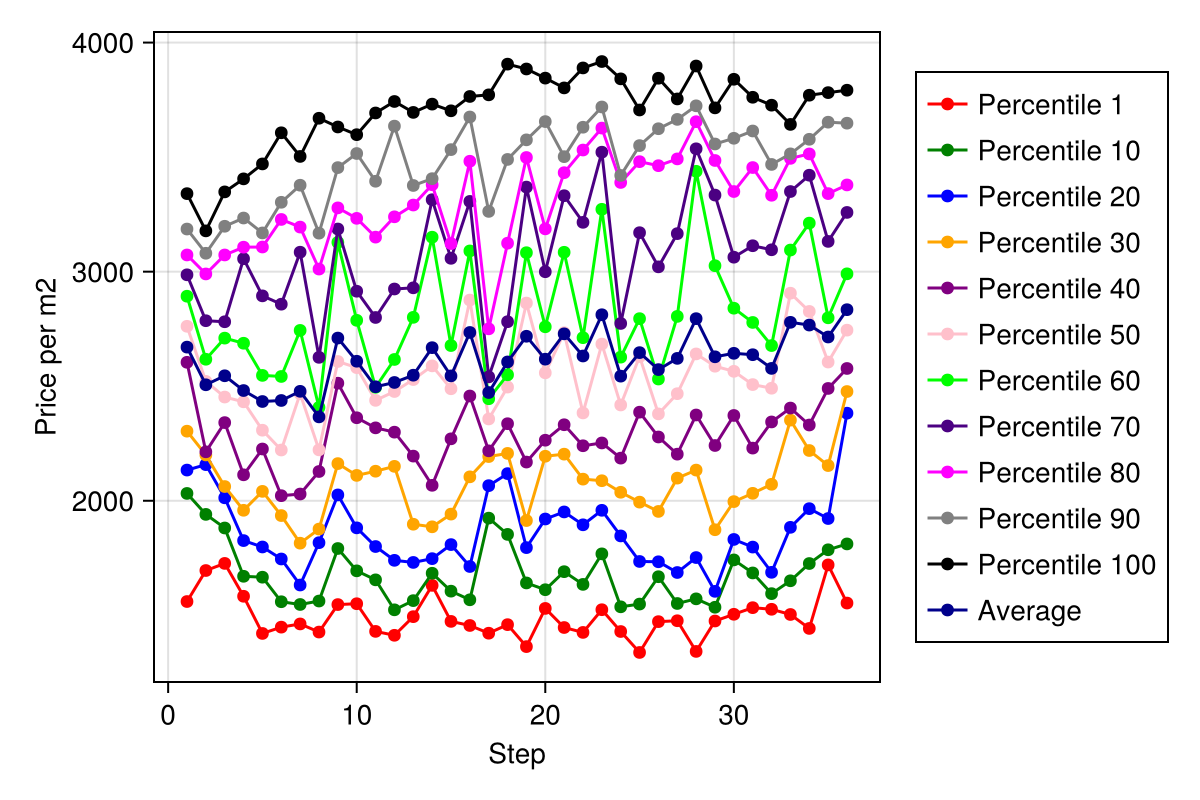 4000
3000
2000
Price per m2
0 10 20 30
Step
Percentile 1
Percentile 10
Percentile 20
Percentile 30
Percentile 40
Percentile 50
Percentile 60
Percentile 70
Percentile 80
Percentile 90
Percentile 100
Average